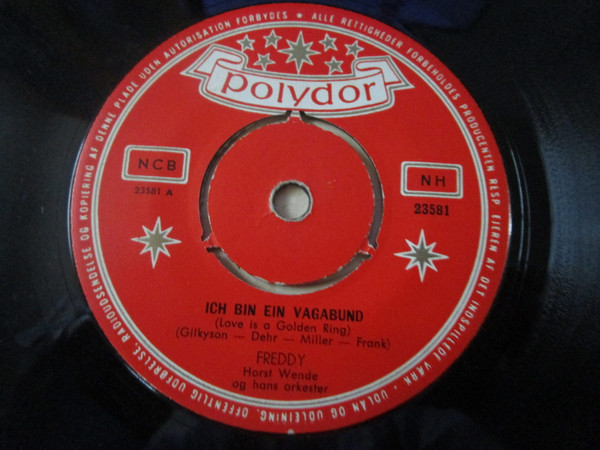 polydor
NCB
23581 A
NH
23581
ICH BIN EIN VAGABUND
(Love is a Golden Ring)
(Gilkyson — Dehr — Miller — Frank)
FREDDY
Horst Wende
og hans orkester
ALLE RETTIGHEDER FORBEHOLDES PRODUCENTEN RESP. EJEREN AF DET INDSPILLEDE VÆRK • UDLÅN OG UDLEJNING, OFFENTLIG UDFØRELSE, RADIOUDSENDELSE OG KOPIERING AF DENNE PLADE UDEN AUTORISATION FORBYDES